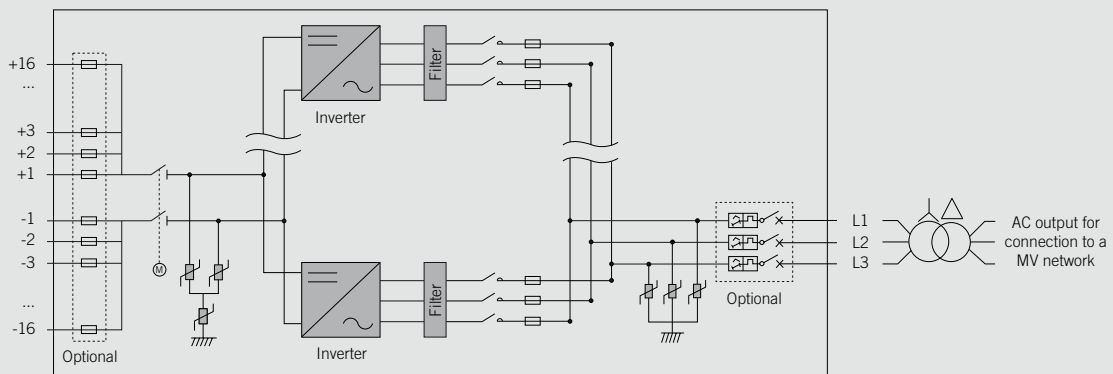 +16
...
+3
+2
+1
-1
-2
-3
...
-16
Optional
M
Inverter
Filter
Inverter
Filter
Optional
L1
L2
L3
AC output for
connection to a
MV network